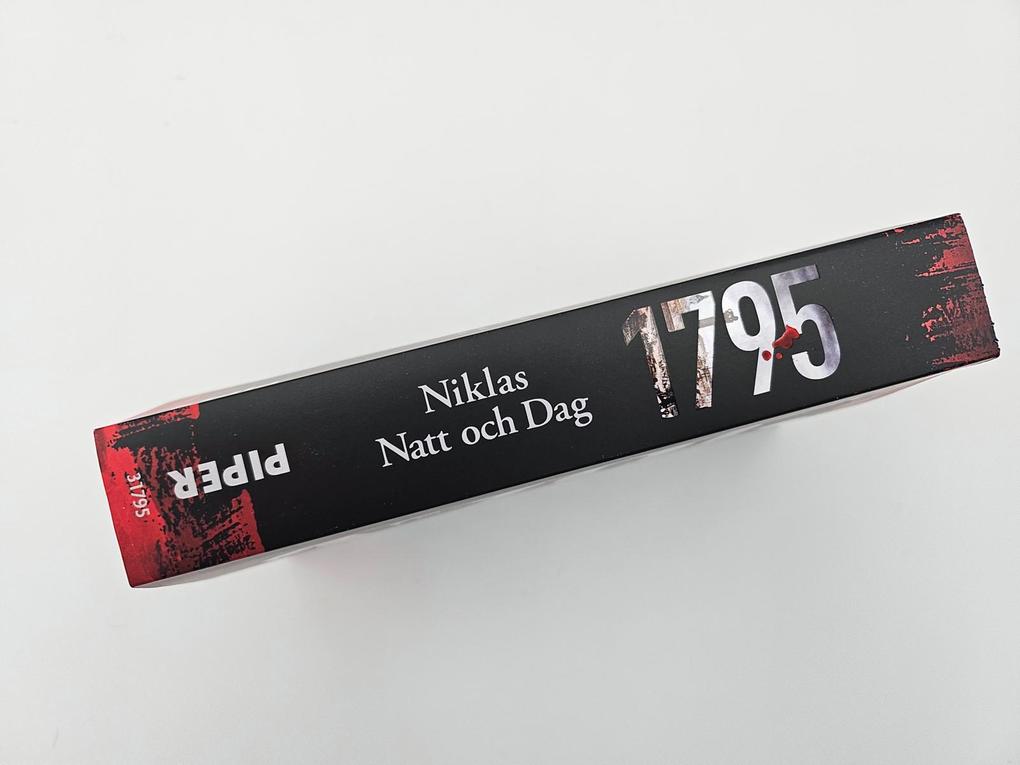 Niklas
Natt och Dag
1795
PIPER
31795